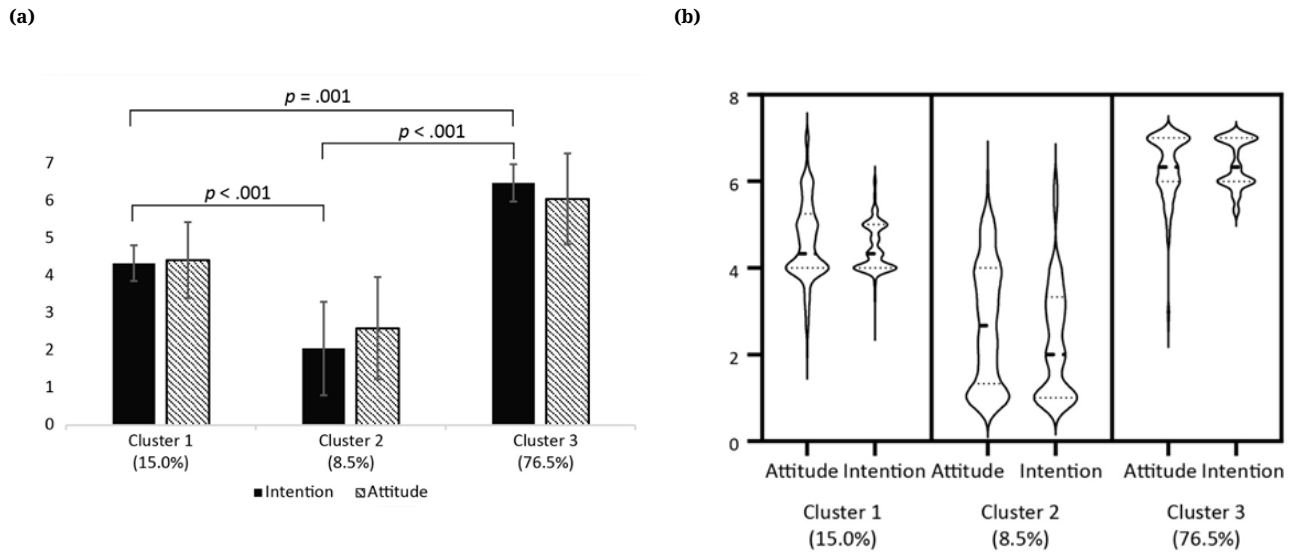 (a)
p = .001
p < .001
p < .001
7
6
5
4
3
2
1
0
Cluster 1
(15.0%)
Cluster 2
(8.5%)
Cluster 3
(76.5%)
Intention
Attitude
(b)
8
6
4
2
0
Attitude Intention
Attitude Intention
Attitude Intention
Cluster 1
(15.0%)
Cluster 2
(8.5%)
Cluster 3
(76.5%)